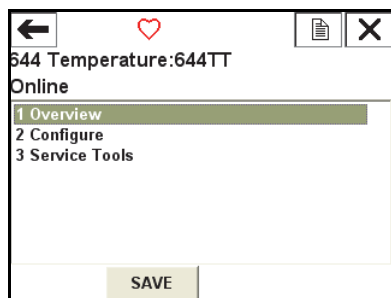 644 Temperature:644TT
Online
1 Overview
2 Configure
3 Service Tools
SAVE